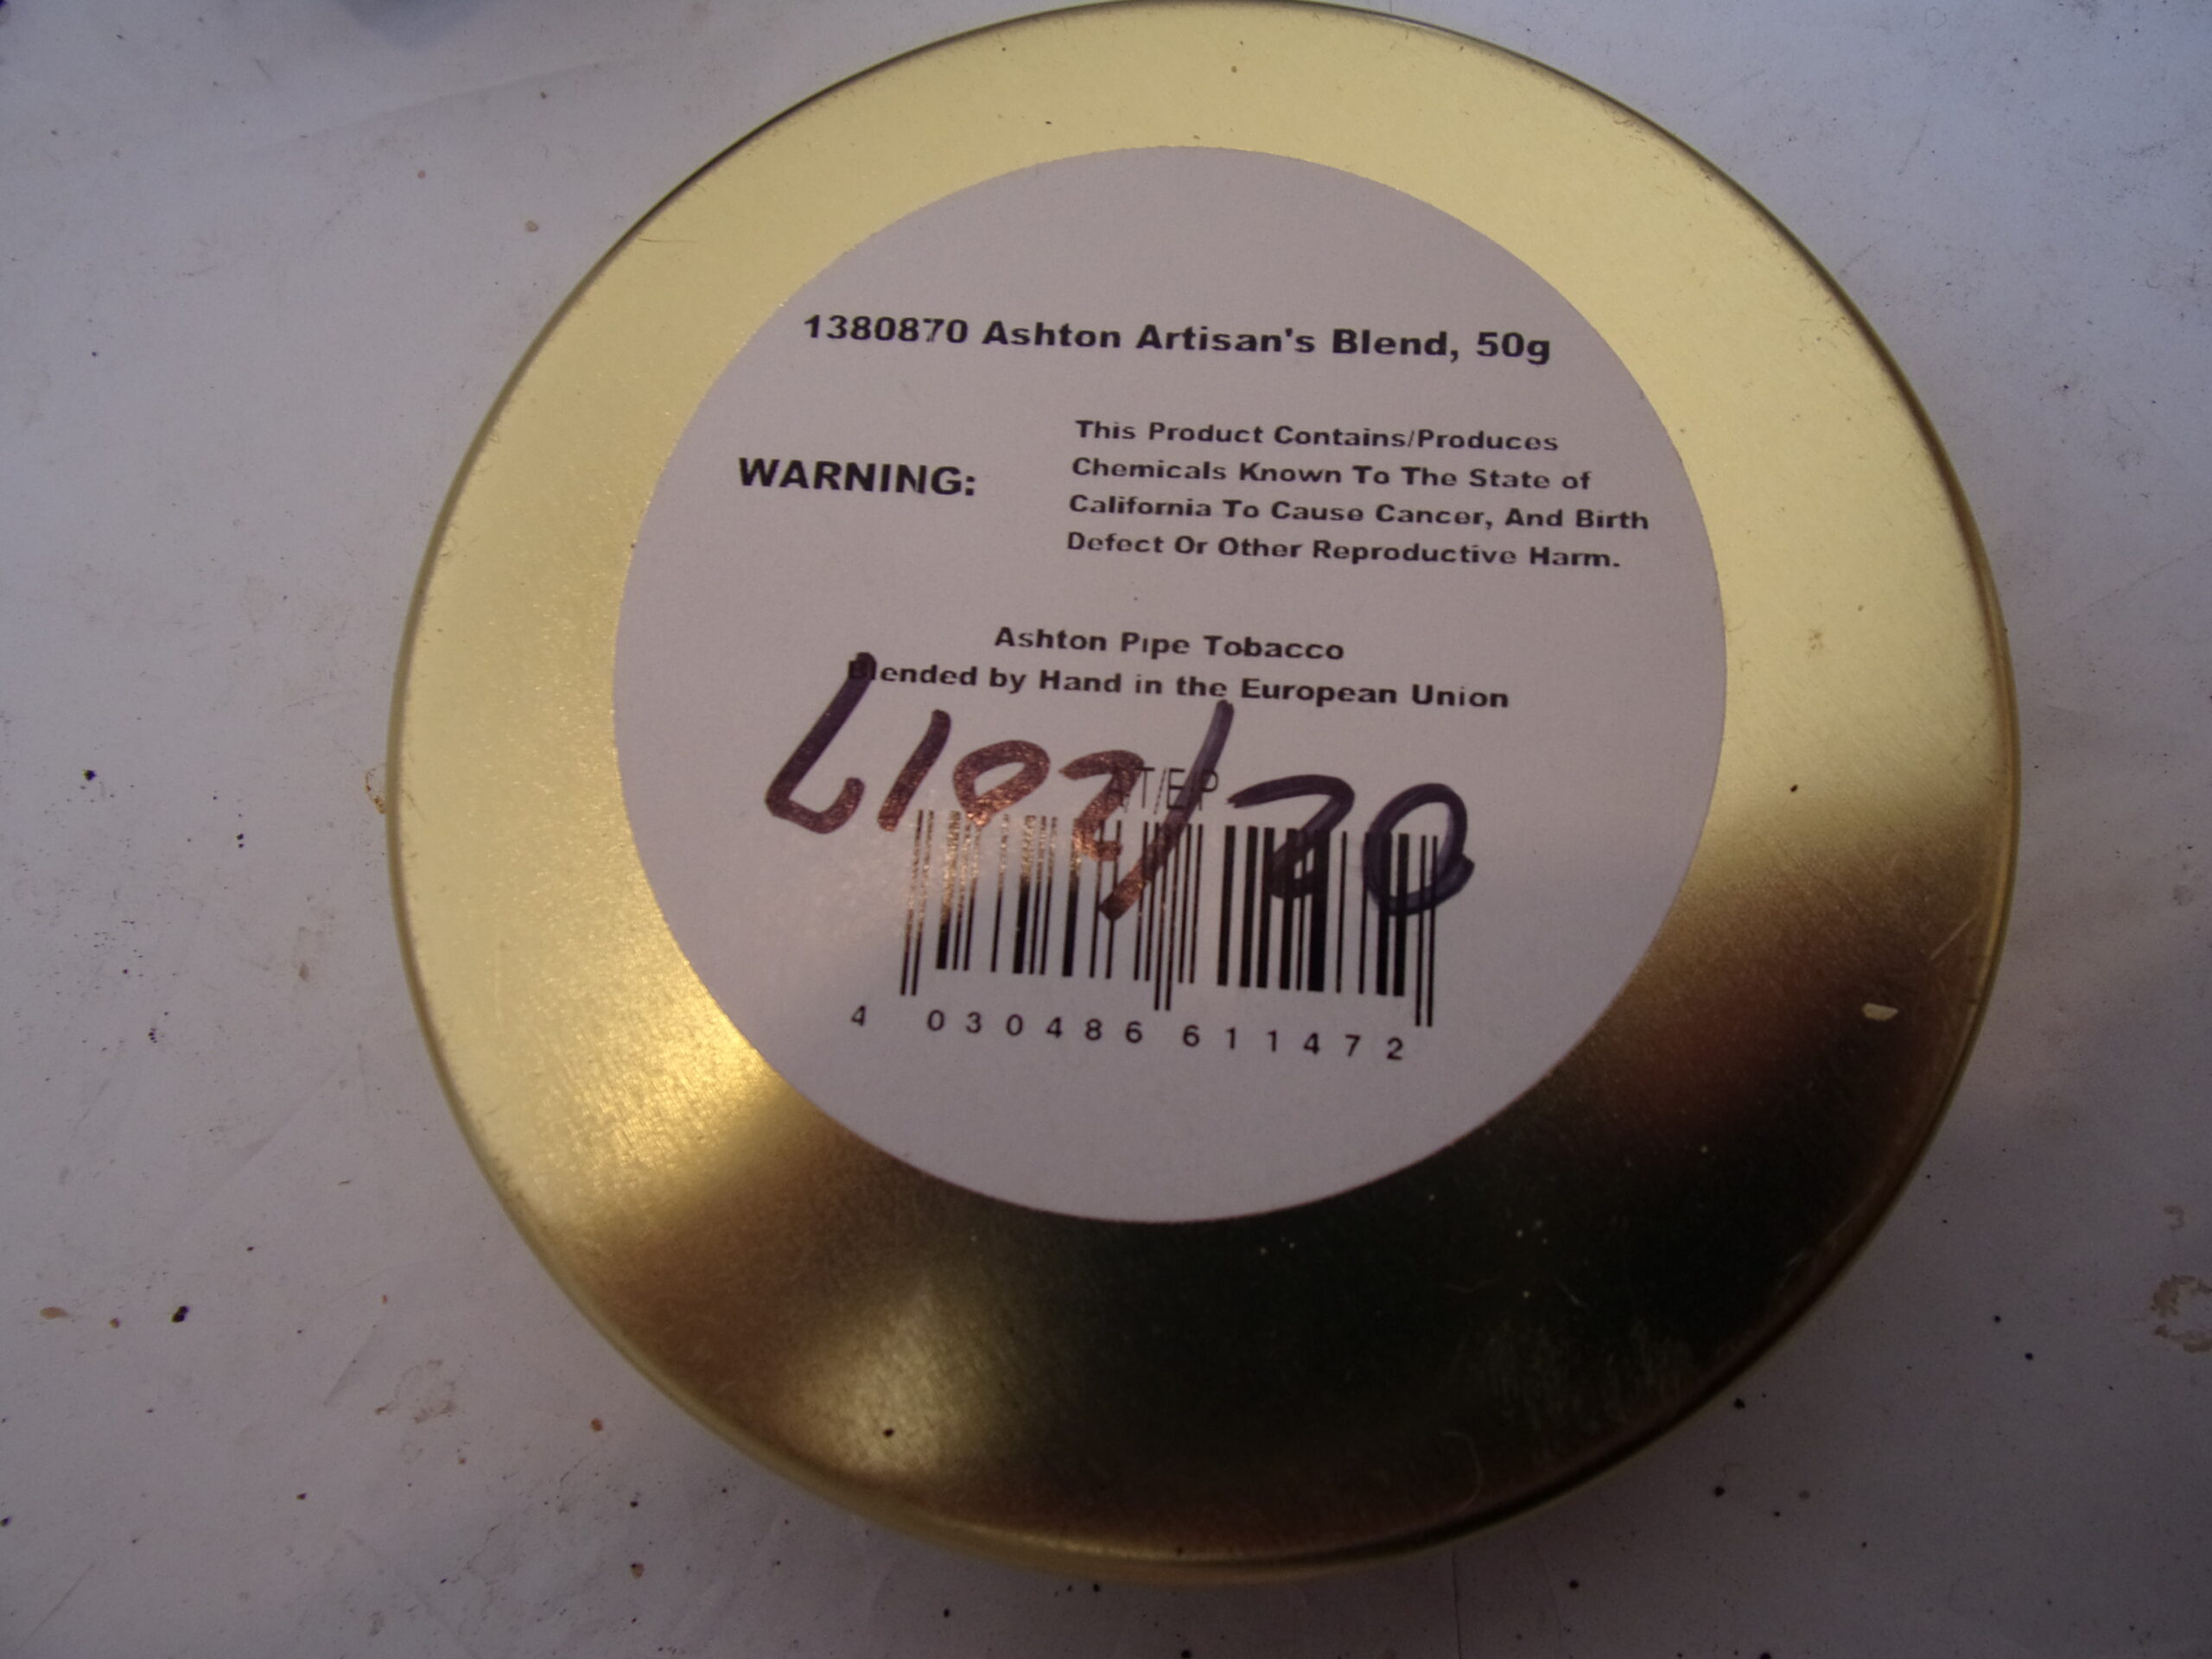 1380870 Ashton Artisan's Blend, 50g
WARNING:
This Product Contains/Produces
Chemicals Known To The State of
California To Cause Cancer, And Birth
Defect Or Other Reproductive Harm.
Ashton Pipe Tobacco
Blended by Hand in the European Union
L102/20
4 030486 611472